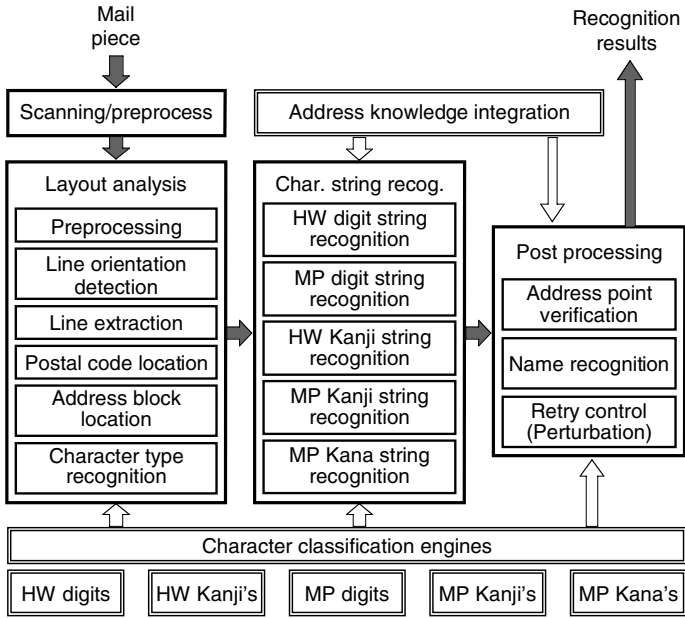 Mail
piece
Recognition
results
Scanning/preprocess
Address knowledge integration
Layout analysis
Preprocessing
Line orientation
detection
Line extraction
Postal code location
Address block
location
Character type
recognition
Char. string recog.
HW digit string
recognition
MP digit string
recognition
HW Kanji string
recognition
MP Kanji string
recognition
MP Kana string
recognition
Post processing
Address point
verification
Name recognition
Retry control
(Perturbation)
Character classification engines
HW digits
HW Kanji's
MP digits
MP Kanji's
MP Kana's